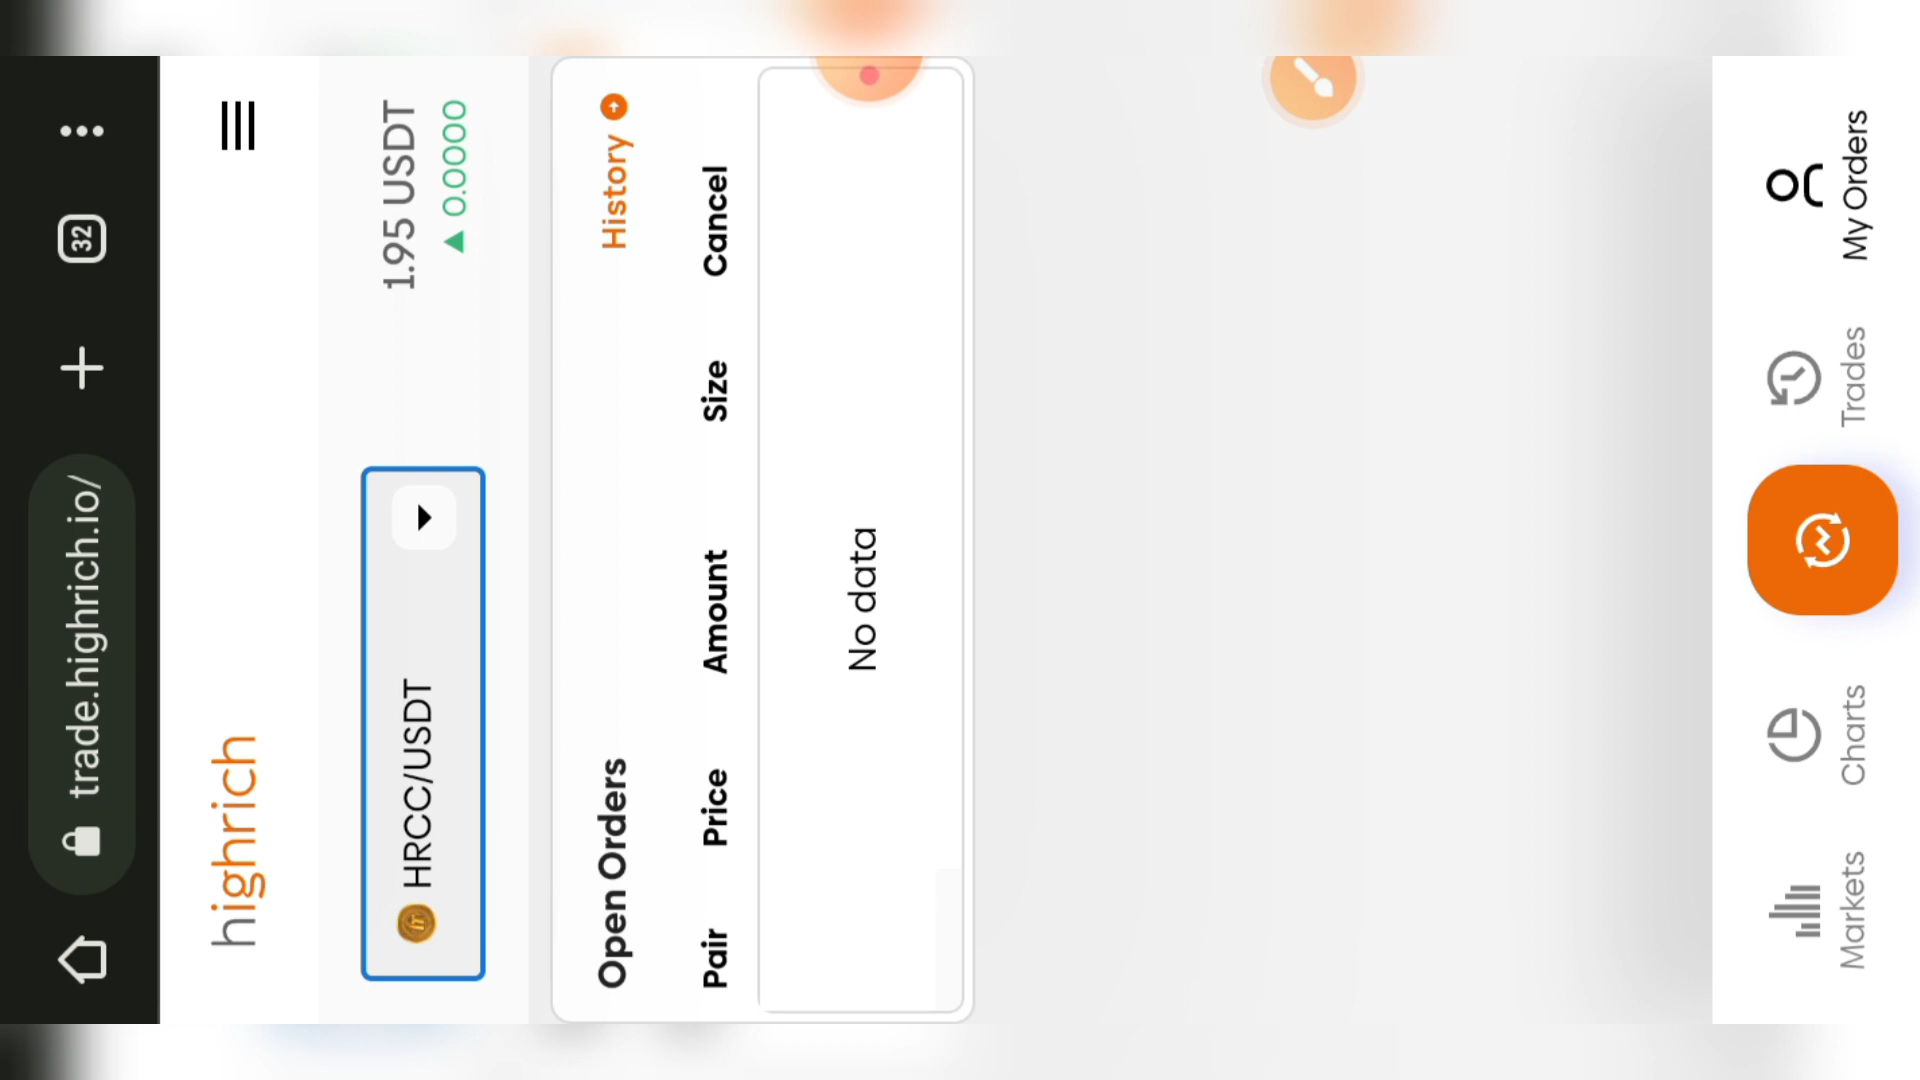 trade.highrich.io/
32
highrich
HRCC/USDT
1.95 USDT
▲ 0.0000
Open Orders
History
Pair Price Amount Size Cancel
No data
Markets Charts Trades My Orders